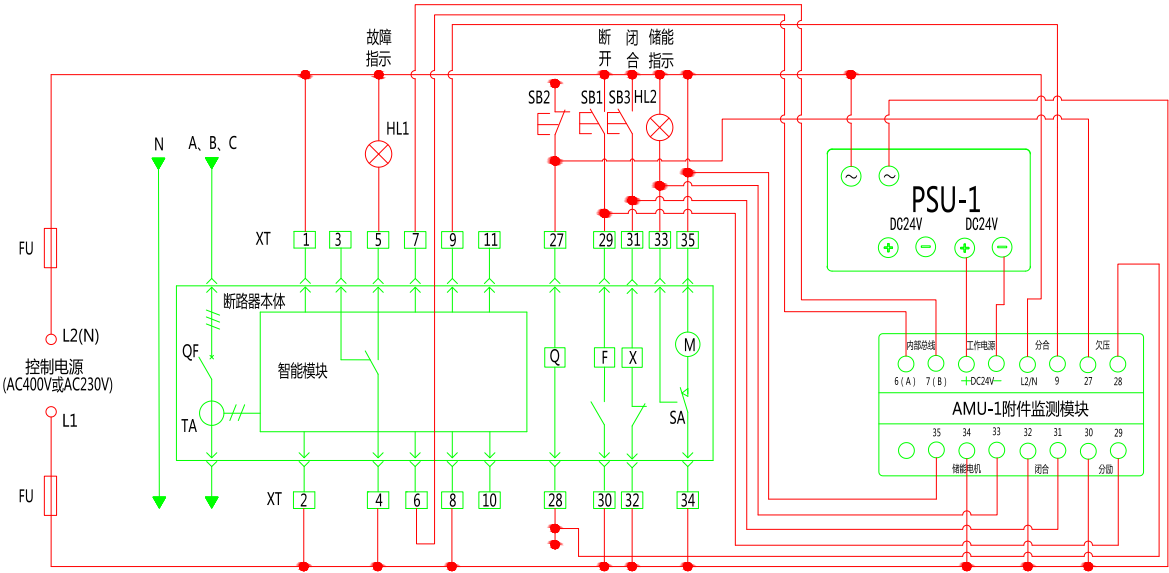 故障
指示
断
开
闭
合
储能
指示
SB2
SB1
SB3
HL2
HL1
N
A、B、C
PSU-1
DC24V
DC24V
XT
1
3
5
7
9
11
27
29
31
33
35
FU
断路器本体
L2(N)
控制电源
(AC400V或AC230V)
L1
QF
TA
智能模块
Q
F
X
M
SA
内部总线
工作电源
分合
欠压
6(A)
7(B)
+DC24V-
L2/N
9
27
28
AMU-1附件监测模块
35
34
33
32
31
30
29
储能电机
闭合
分励
FU
XT
2
4
6
8
10
28
30
32
34